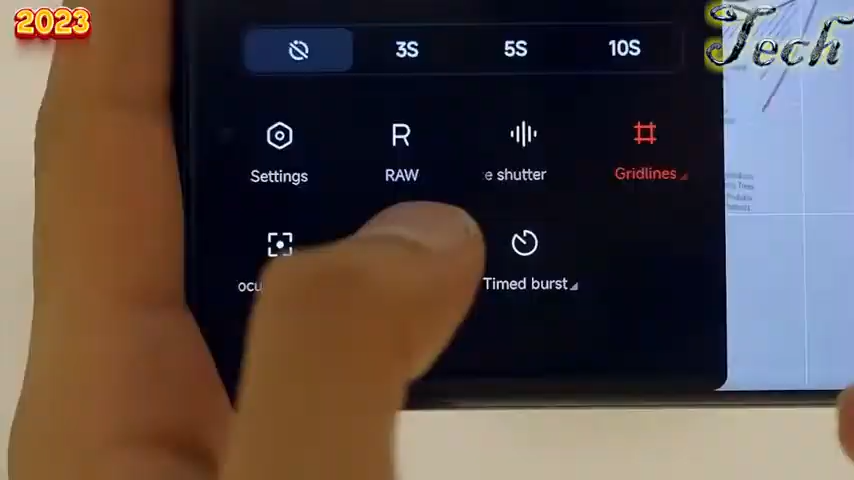 2023
Tech
3S 5S 10S
Settings RAW e shutter Gridlines
ocu Timed burst